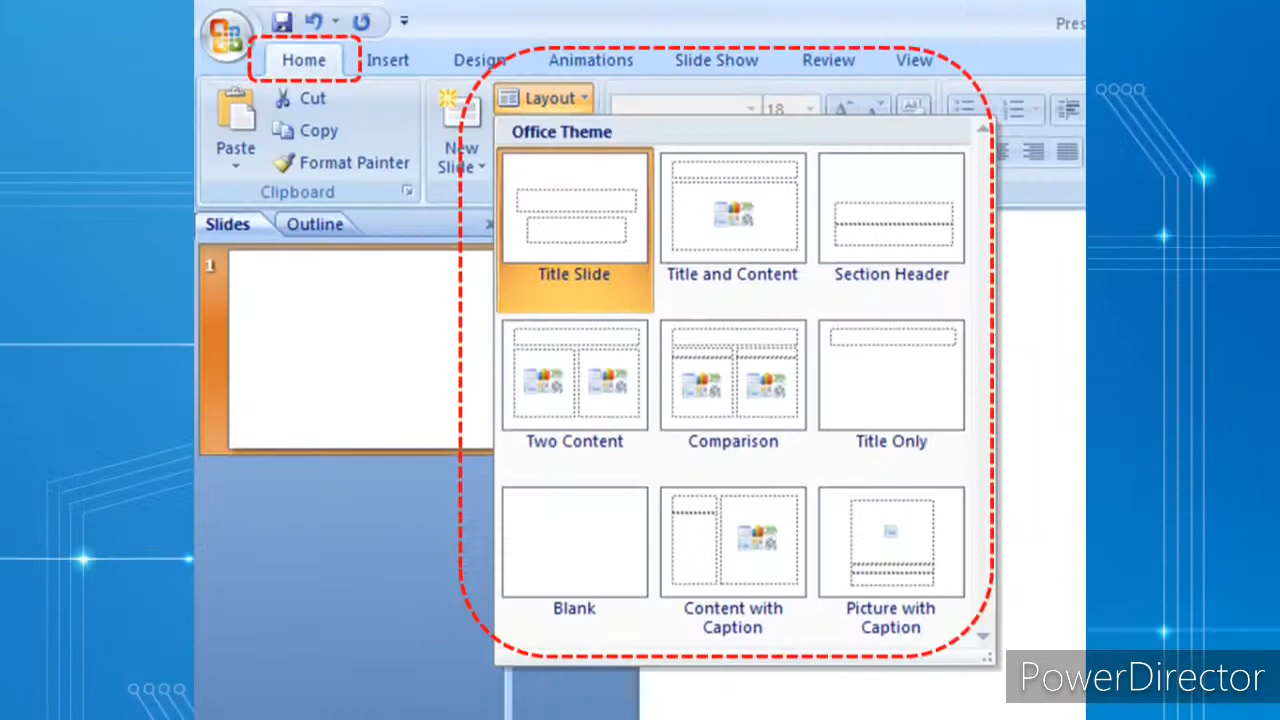 Pres
Home
Insert
Design
Animations
Slide Show
Review
View
Paste
Cut
Copy
Format Painter
Clipboard
New
Slide
Layout
18
Office Theme
Slides
Outline
1
Title Slide
Title and Content
Section Header
Two Content
Comparison
Title Only
Blank
Content with
Caption
Picture with
Caption
PowerDirector